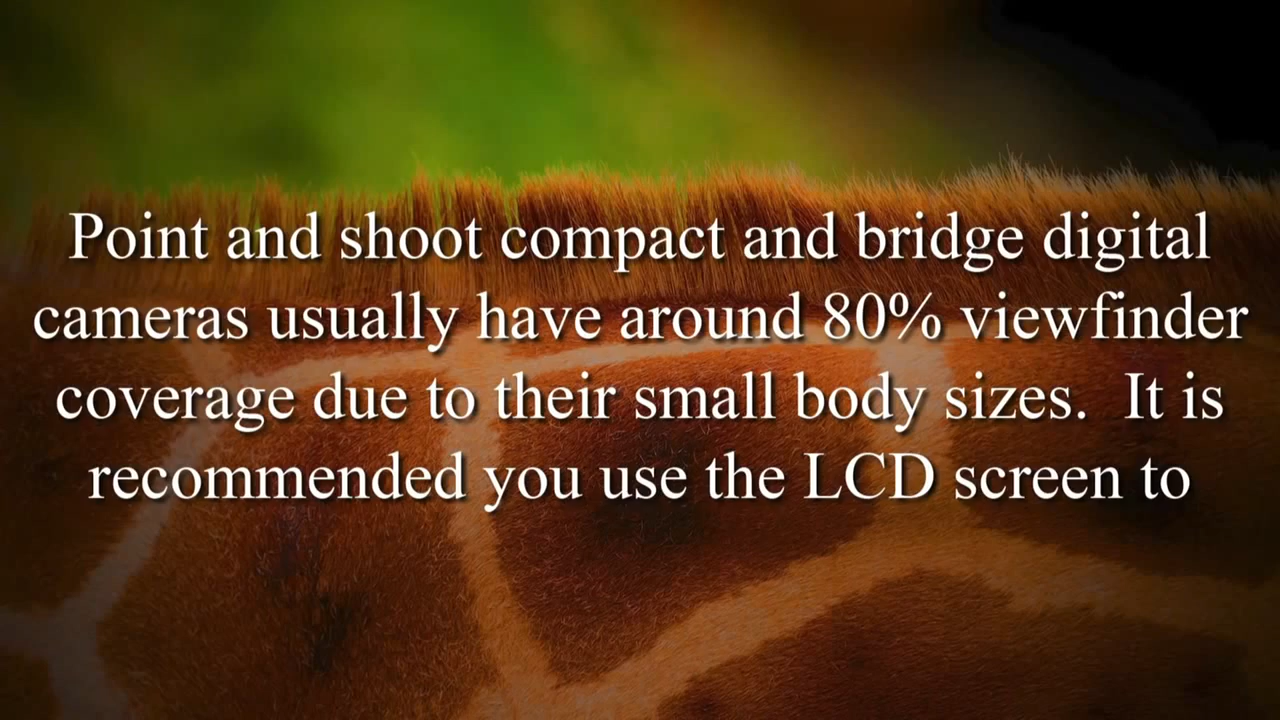 Point and shoot compact and bridge digital
cameras usually have around 80% viewfinder
coverage due to their small body sizes.  It is
recommended you use the LCD screen to